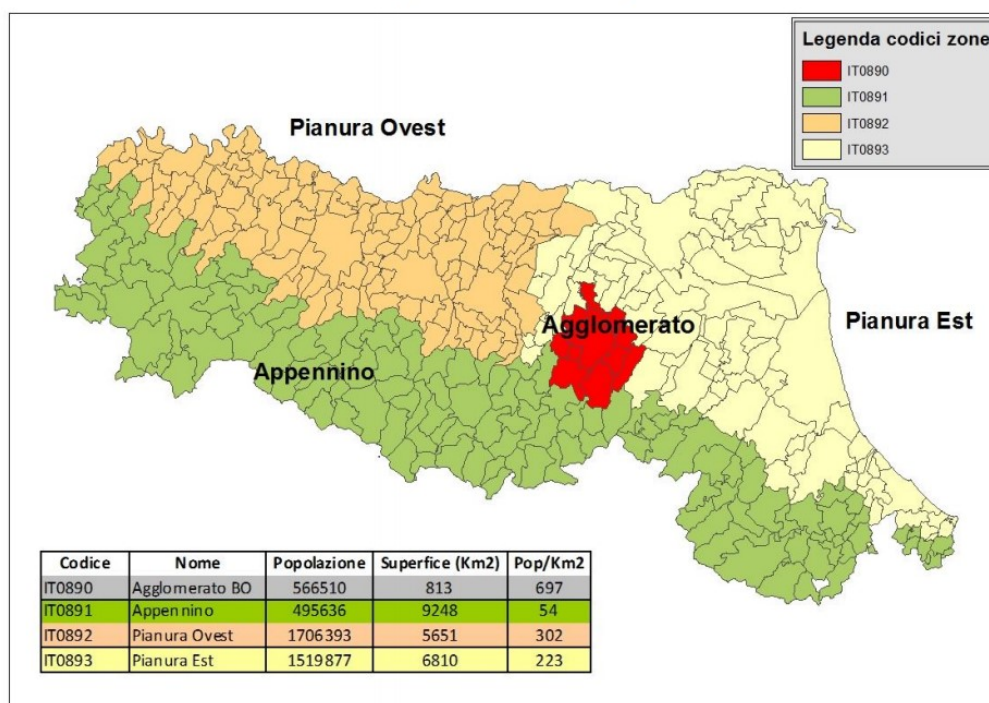 Legenda codici zone
IT0890
IT0891
IT0892
IT0893
Pianura Ovest
Agglomerato
Pianura Est
Appennino
Codice Nome Popolazione Superfice (Km2) Pop/Km2
IT0890 Agglomerato BO 566510 813 697
IT0891 Appennino 495636 9248 54
IT0892 Pianura Ovest 1706393 5651 302
IT0893 Pianura Est 1519877 6810 223